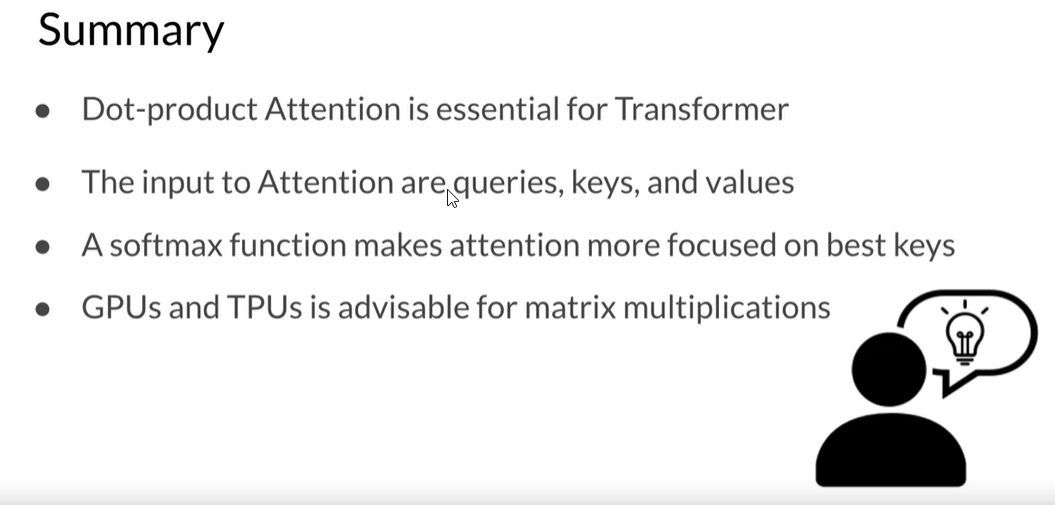 Summary
● Dot-product Attention is essential for Transformer
● The input to Attention are queries, keys, and values
● A softmax function makes attention more focused on best keys
● GPUs and TPUs is advisable for matrix multiplications